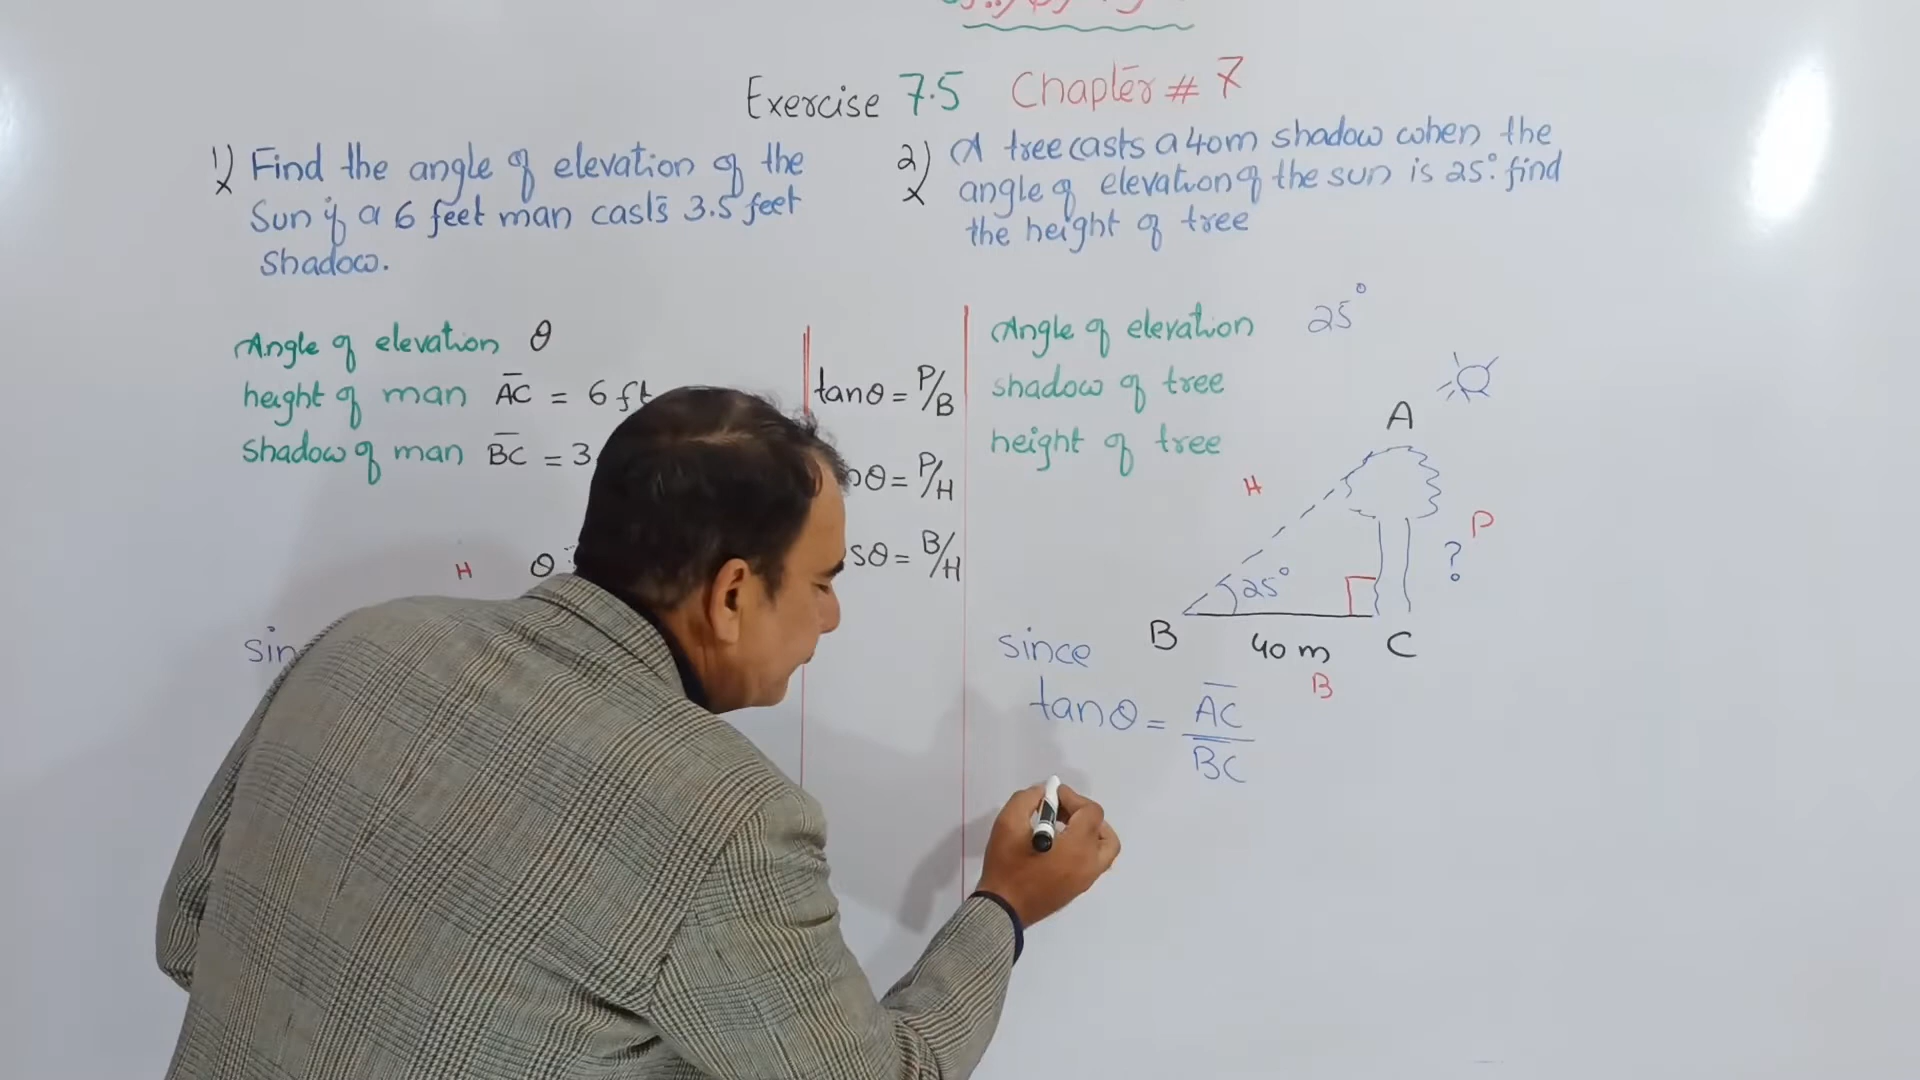 Exercise 7.5 Chapter # 7
1) Find the angle of elevation of the
Sun if a 6 feet man casts 3.5 feet
shadow.
Angle of elevation θ
height of man AC = 6 ft
shadow of man BC = 3
H θ
sin
tanθ = P/B
θ = P/H
sθ = B/H
2) A tree casts a 40m shadow when the
angle of elevation of the sun is 25° find
the height of tree
Angle of elevation 25°
shadow of tree
height of tree
A
H
P
?
25°
B 40 m C
B
since
tanθ = AC
BC